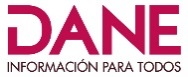 DANE
INFORMACIÓN PARA TODOS